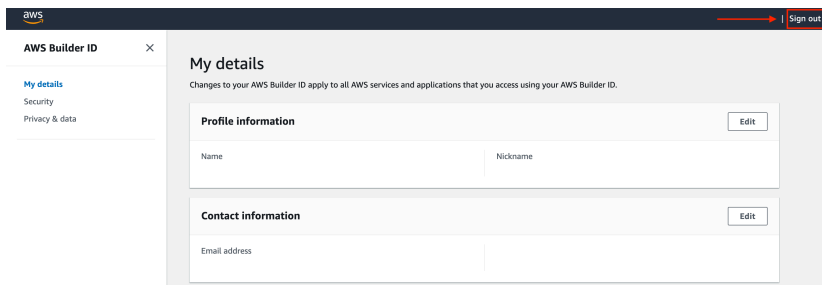 aws
| Sign out
AWS Builder ID
My details
Security
Privacy & data
My details
Changes to your AWS Builder ID apply to all AWS services and applications that you access using your AWS Builder ID.
Profile information
Edit
Name
Nickname
Contact information
Edit
Email address